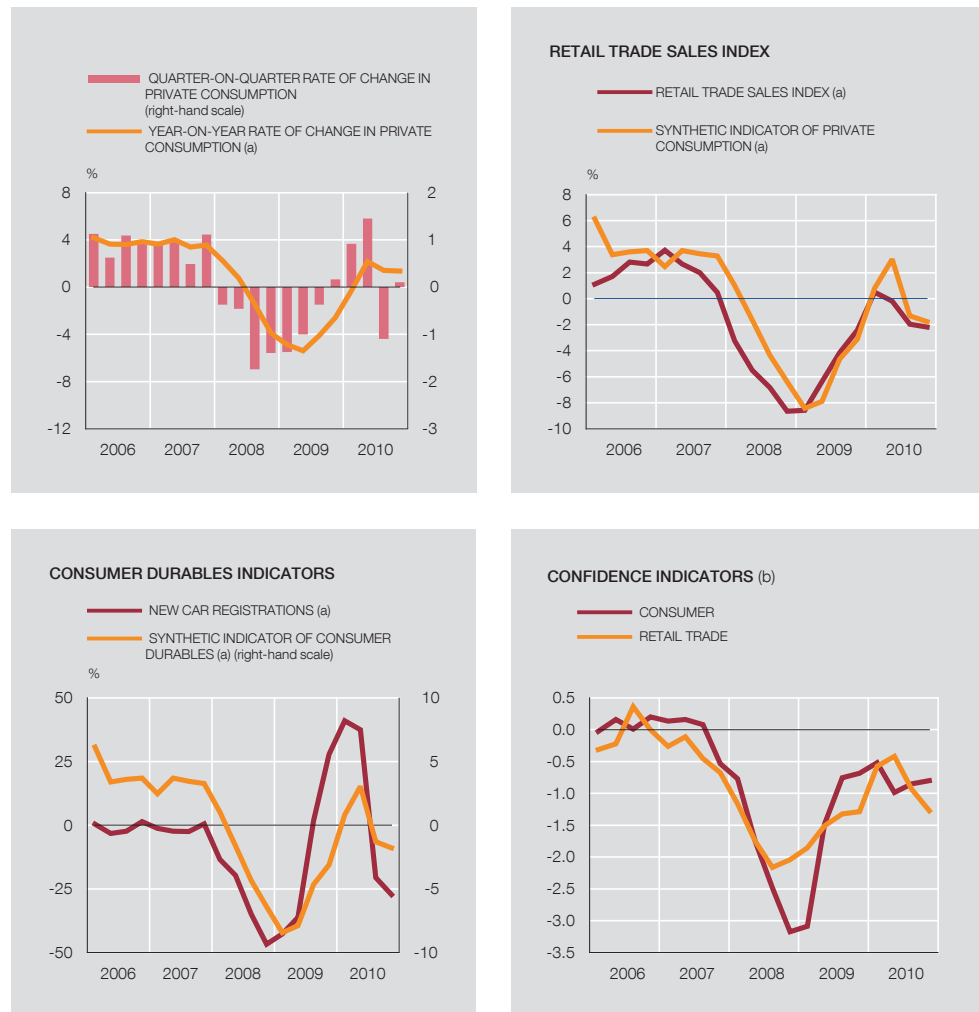 QUARTER-ON-QUARTER RATE OF CHANGE IN
PRIVATE CONSUMPTION
(right-hand scale)
YEAR-ON-YEAR RATE OF CHANGE IN PRIVATE
CONSUMPTION (a)
%
8 2
4 1
0 0
-4 -1
-8 -2
-12 -3
2006 2007 2008 2009 2010
RETAIL TRADE SALES INDEX
RETAIL TRADE SALES INDEX (a)
SYNTHETIC INDICATOR OF PRIVATE
CONSUMPTION (a)
%
8
6
4
2
0
-2
-4
-6
-8
-10
2006 2007 2008 2009 2010
CONSUMER DURABLES INDICATORS
NEW CAR REGISTRATIONS (a)
SYNTHETIC INDICATOR OF CONSUMER
DURABLES (a) (right-hand scale)
%
50 10
25 5
0 0
-25 -5
-50 -10
2006 2007 2008 2009 2010
CONFIDENCE INDICATORS (b)
CONSUMER
RETAIL TRADE
0.5
0.0
-0.5
-1.0
-1.5
-2.0
-2.5
-3.0
-3.5
2006 2007 2008 2009 2010